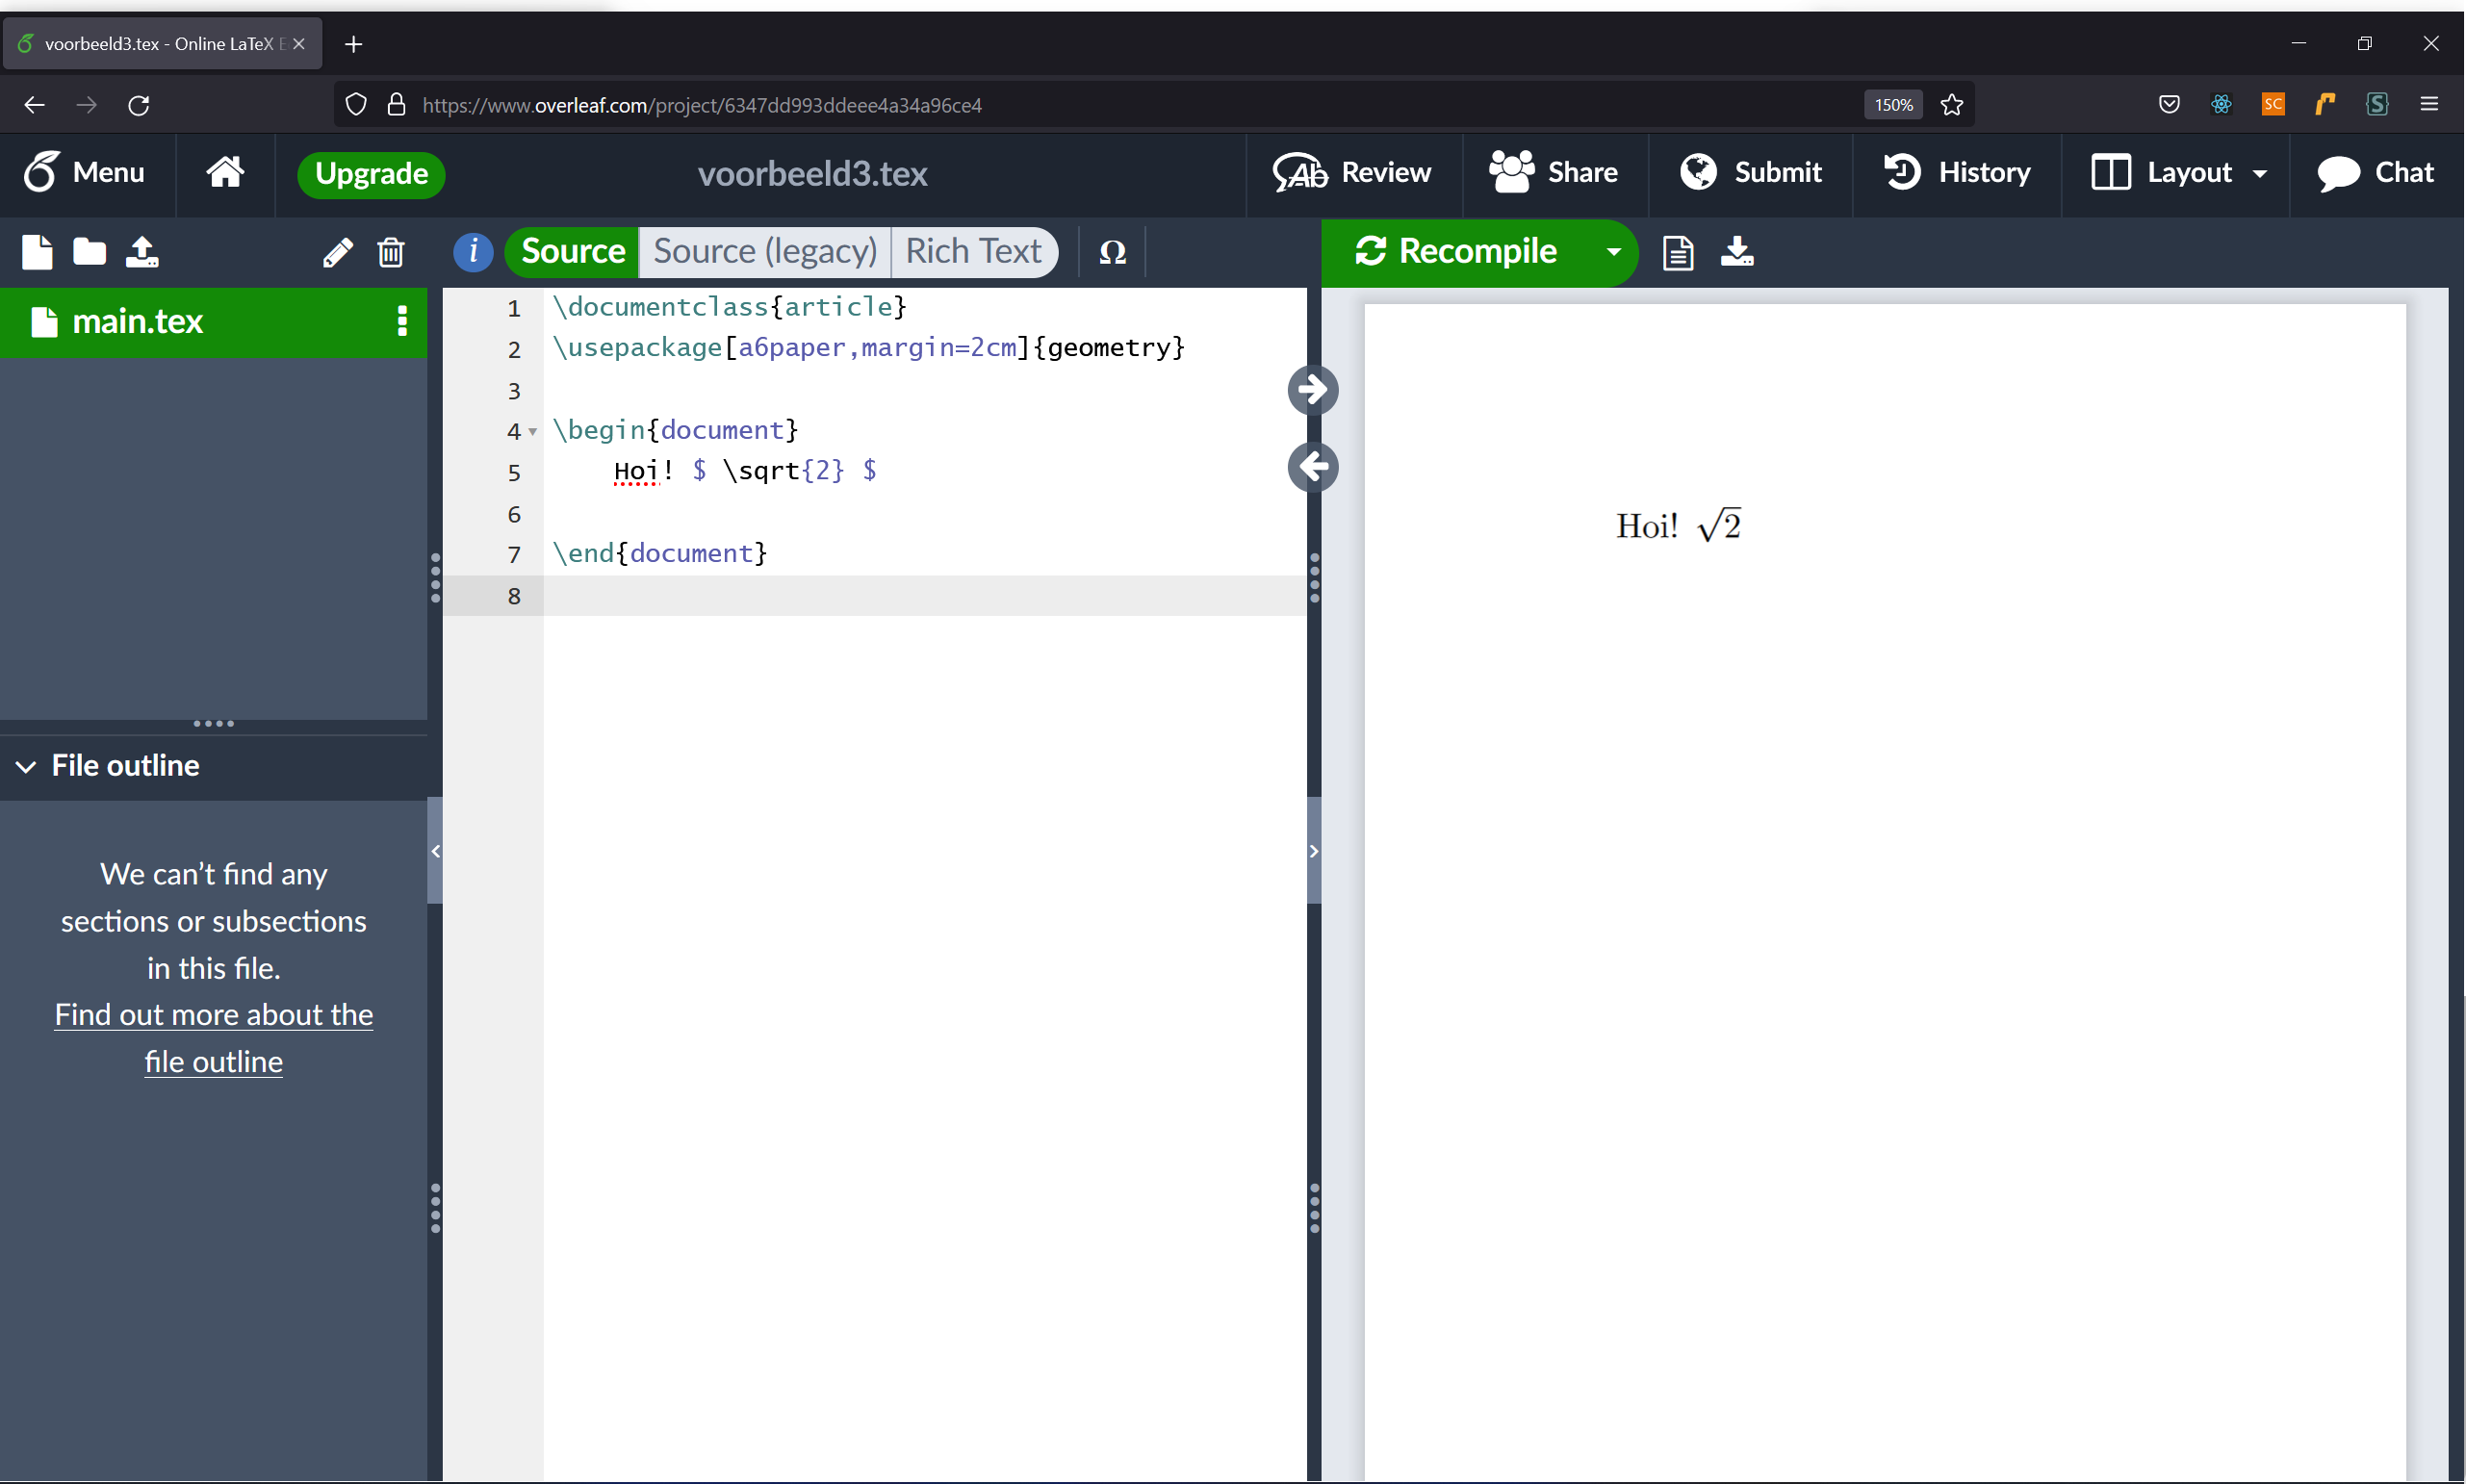 voorbeeld3.tex - Online LaTeX E
https://www.overleaf.com/project/6347dd993ddeee4a34a96ce4
150%
SC
S
Menu
Upgrade
voorbeeld3.tex
Ab Review
Share
Submit
History
Layout
Chat
i
Source
Source (legacy)
Rich Text
Ω
Recompile
main.tex
1 \documentclass{article}
2 \usepackage[a6paper,margin=2cm]{geometry}
3
4 \begin{document}
5 Hoi! $ \sqrt{2} $
6
7 \end{document}
8
Hoi! √2
File outline
We can’t find any
sections or subsections
in this file.
Find out more about the
file outline